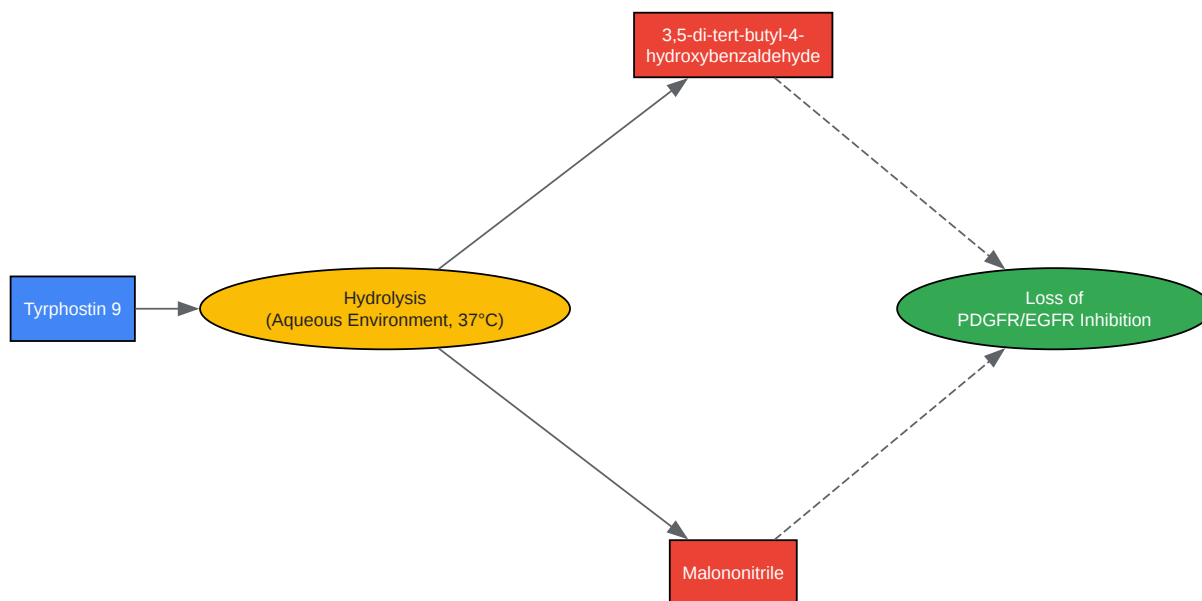 3,5-di-tert-butyl-4-
hydroxybenzaldehyde
Tyrphostin 9
Hydrolysis
(Aqueous Environment, 37°C)
Loss of
PDGFR/EGFR Inhibition
Malononitrile